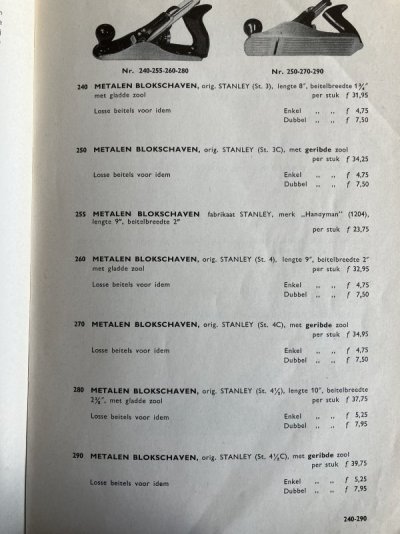 Nr. 240-255-260-280
Nr. 250-270-290
240 METALEN BLOKSCHAVEN, orig. STANLEY (St. 3), lengte 8", beitelbreedte 1¾"
met gladde zool per stuk f 31,95
Losse beitels voor idem Enkel „ „ f 4,75
Dubbel „ „ f 7,50
250 METALEN BLOKSCHAVEN, orig. STANLEY (St. 3C), met geribde zool
per stuk f 34,25
Losse beitels voor idem Enkel „ „ f 4,75
Dubbel „ „ f 7,50
255 METALEN BLOKSCHAVEN fabrikaat STANLEY, merk „Handyman" (1204),
lengte 9", beitelbreedte 2"
per stuk f 23,75
260 METALEN BLOKSCHAVEN, orig. STANLEY (St. 4), lengte 9", beitelbreedte 2"
met gladde zool per stuk f 32,95
Losse beitels voor idem Enkel „ „ f 4,75
Dubbel „ „ f 7,50
270 METALEN BLOKSCHAVEN, orig. STANLEY (St. 4C), met geribde zool
per stuk f 34,95
Losse beitels voor idem Enkel „ „ f 4,75
Dubbel „ „ f 7,50
280 METALEN BLOKSCHAVEN, orig. STANLEY (St. 4½), lengte 10", beitelbreedte
2⅜", met gladde zool per stuk f 37,75
Losse beitels voor idem Enkel „ „ f 5,25
Dubbel „ „ f 7,95
290 METALEN BLOKSCHAVEN, orig. STANLEY (St. 4½C), met geribde zool
per stuk f 39,75
Losse beitels voor idem Enkel „ „ f 5,25
Dubbel „ „ f 7,95
240-290